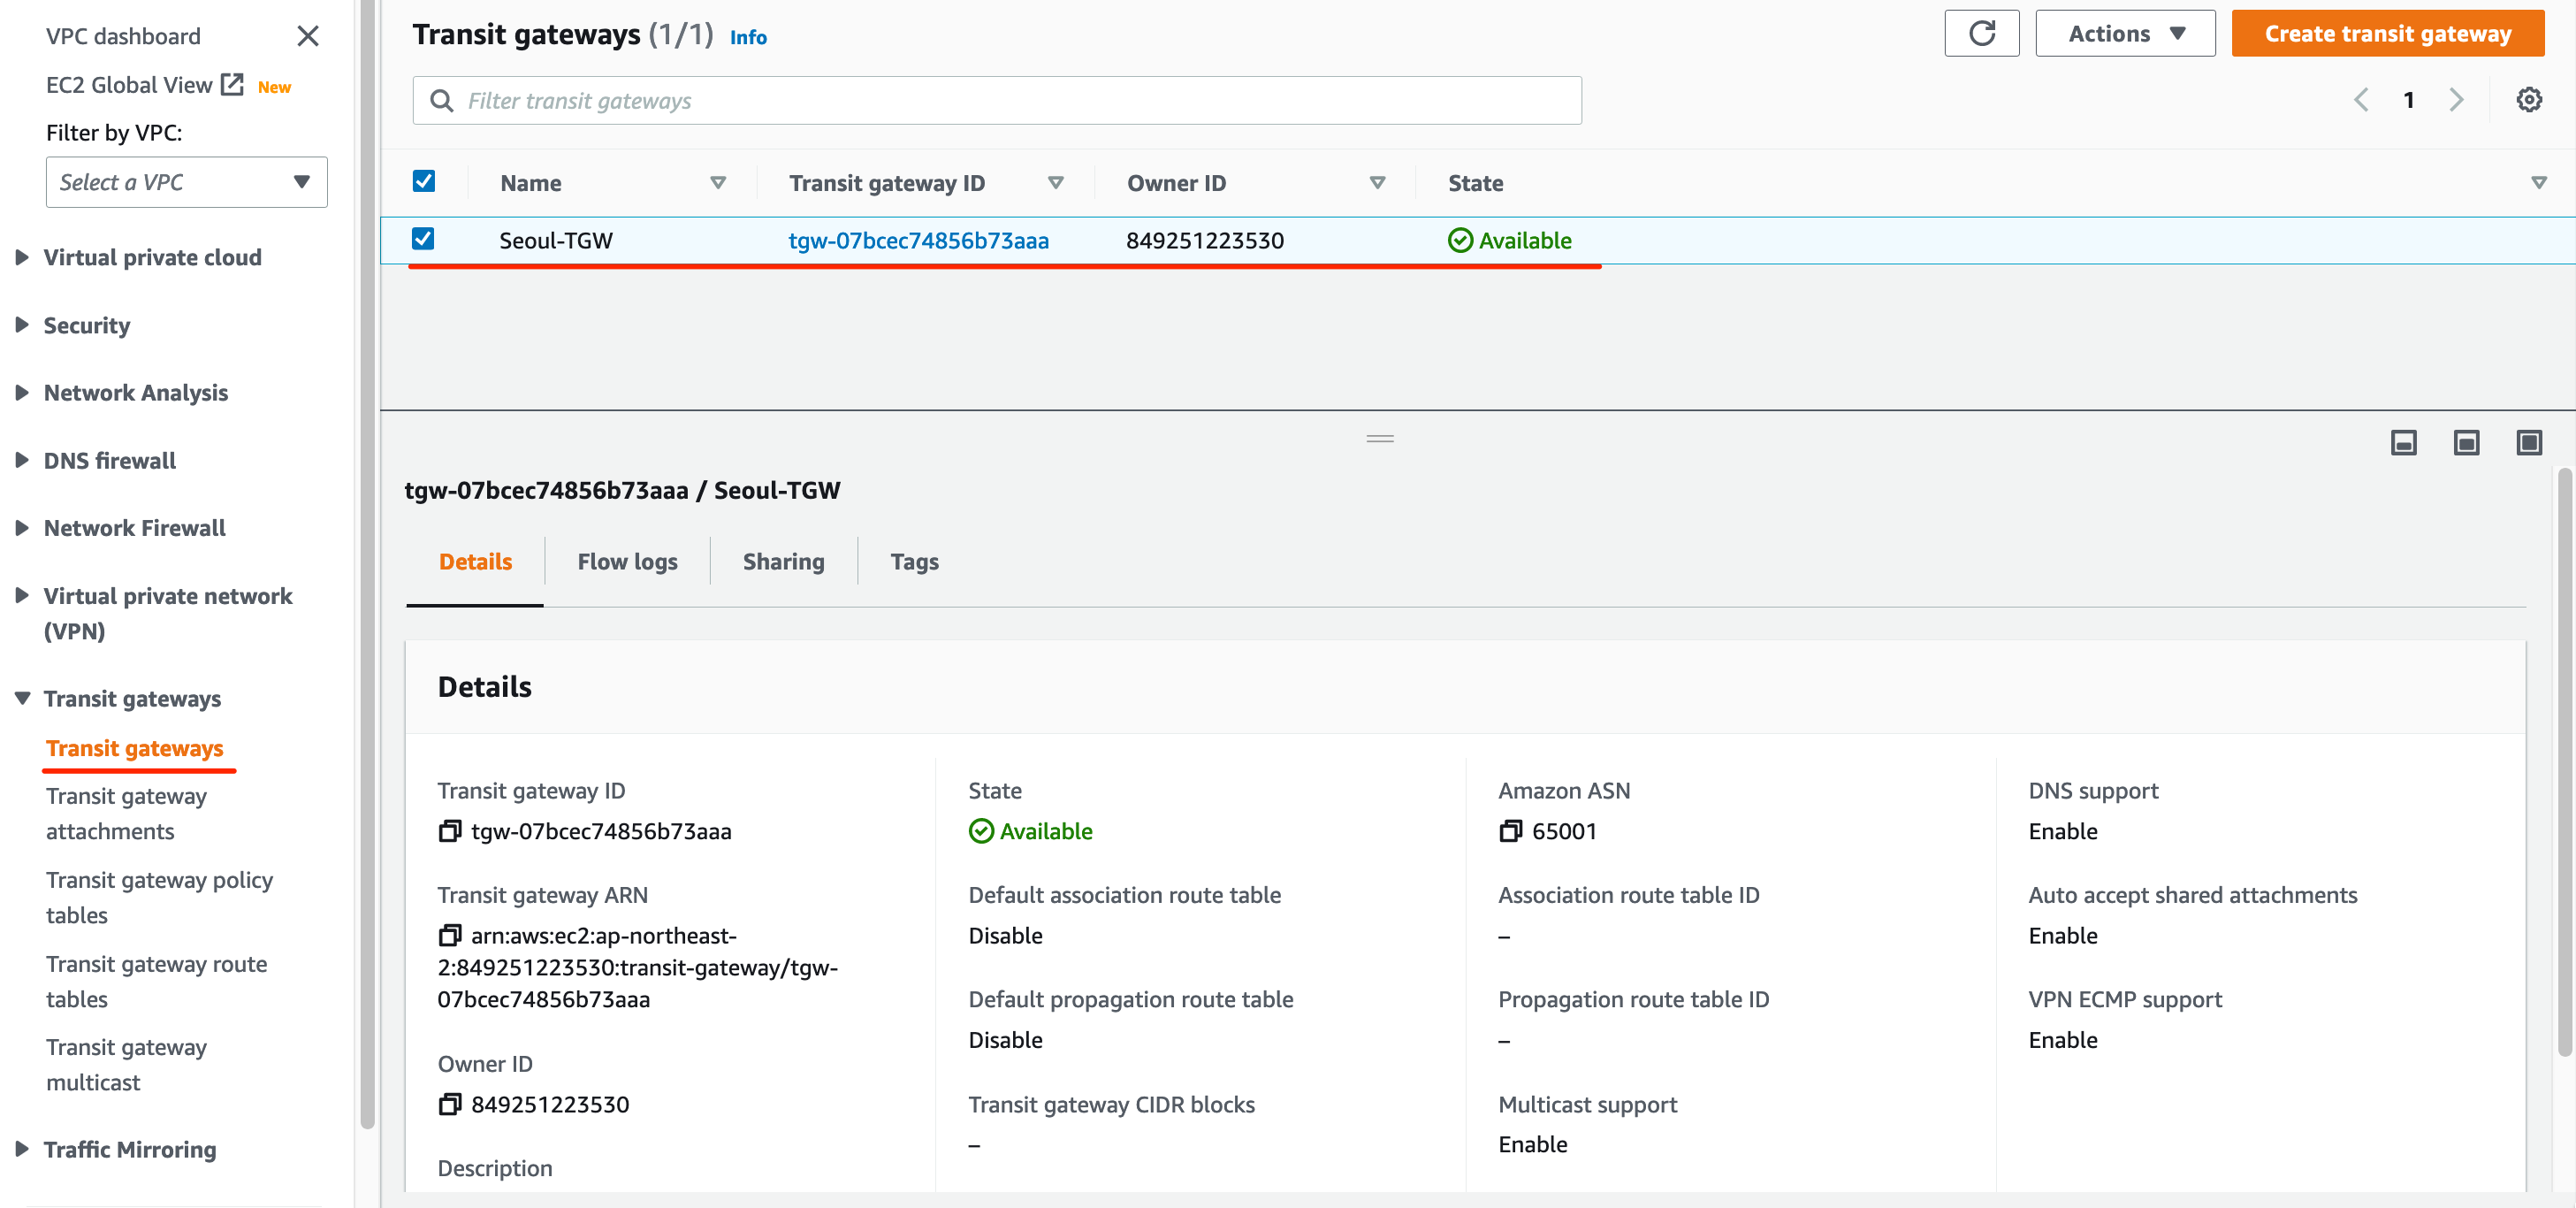 VPC dashboard
EC2 Global View New
Filter by VPC:
Select a VPC
Virtual private cloud
Security
Network Analysis
DNS firewall
Network Firewall
Virtual private network
(VPN)
Transit gateways
Transit gateways
Transit gateway
attachments
Transit gateway policy
tables
Transit gateway route
tables
Transit gateway
multicast
Traffic Mirroring
Transit gateways (1/1) Info
Actions
Create transit gateway
Filter transit gateways
1
Name Transit gateway ID Owner ID State
Seoul-TGW tgw-07bcec74856b73aaa 849251223530 Available
tgw-07bcec74856b73aaa / Seoul-TGW
Details Flow logs Sharing Tags
Details
Transit gateway ID
tgw-07bcec74856b73aaa
Transit gateway ARN
arn:aws:ec2:ap-northeast-
2:849251223530:transit-gateway/tgw-
07bcec74856b73aaa
Owner ID
849251223530
Description
State
Available
Default association route table
Disable
Default propagation route table
Disable
Transit gateway CIDR blocks
–
Amazon ASN
65001
Association route table ID
–
Propagation route table ID
–
Multicast support
Enable
DNS support
Enable
Auto accept shared attachments
Enable
VPN ECMP support
Enable